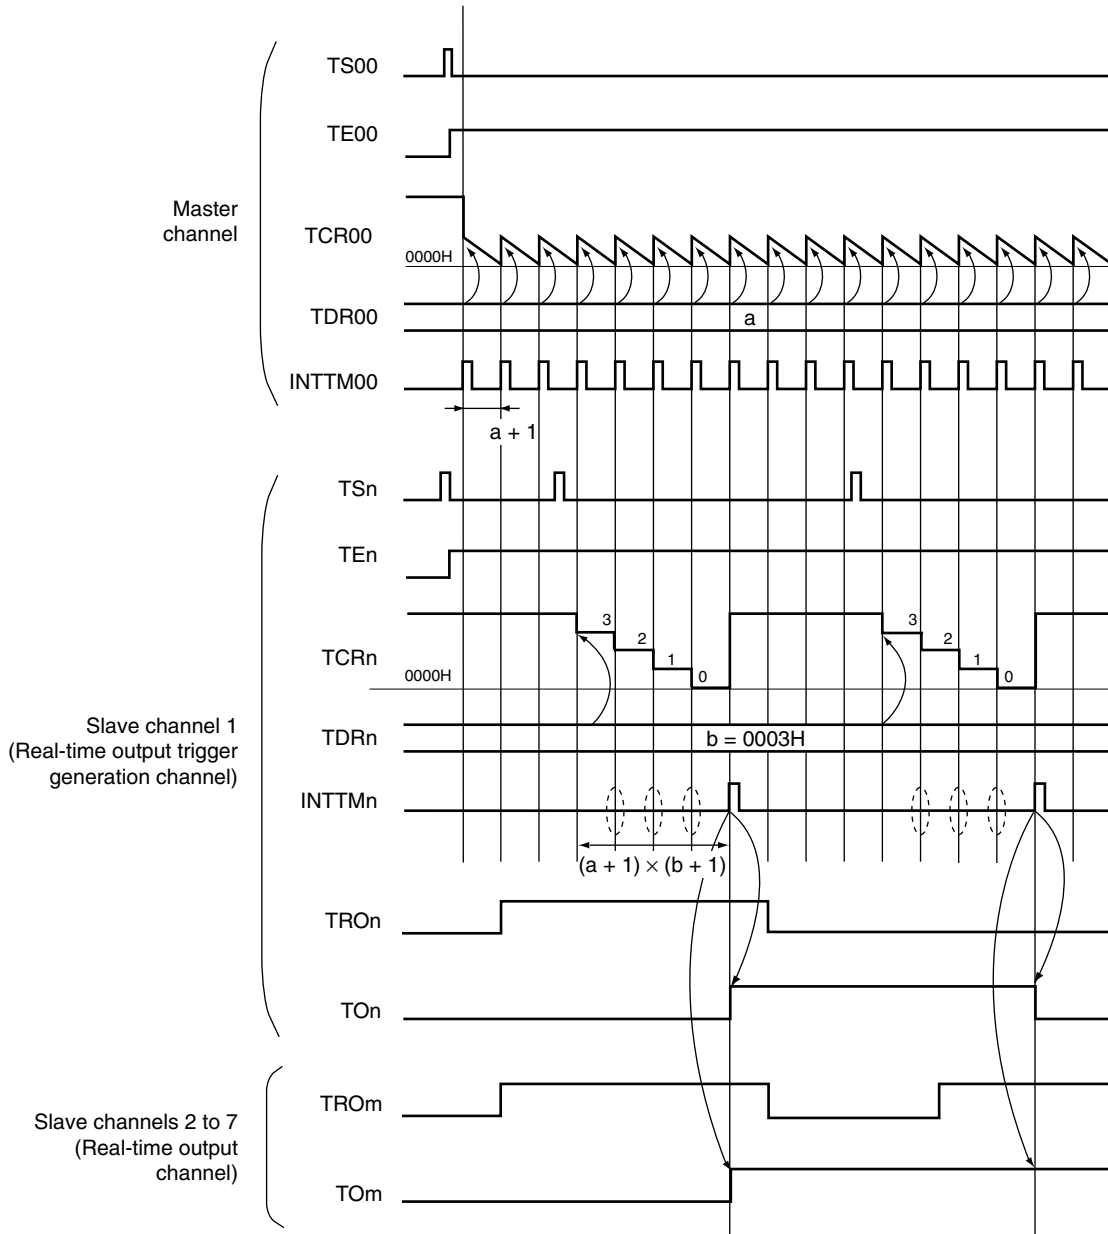 TS00
TE00
Master
channel
TCR00
0000H
TDR00
a
INTTM00
a + 1
TSn
TEn
3
2
1
0
3
2
1
0
TCRn
0000H
Slave channel 1
(Real-time output trigger
generation channel)
TDRn
b = 0003H
INTTMn
(a + 1) × (b + 1)
TROn
TOn
TROm
Slave channels 2 to 7
(Real-time output
channel)
TOm